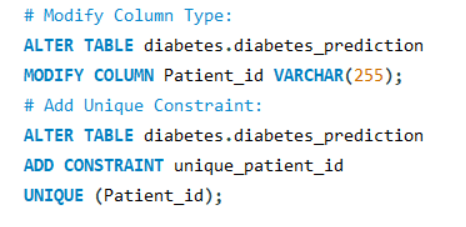 # Modify Column Type:
ALTER TABLE diabetes.diabetes_prediction
MODIFY COLUMN Patient_id VARCHAR(255);
# Add Unique Constraint:
ALTER TABLE diabetes.diabetes_prediction
ADD CONSTRAINT unique_patient_id
UNIQUE (Patient_id);